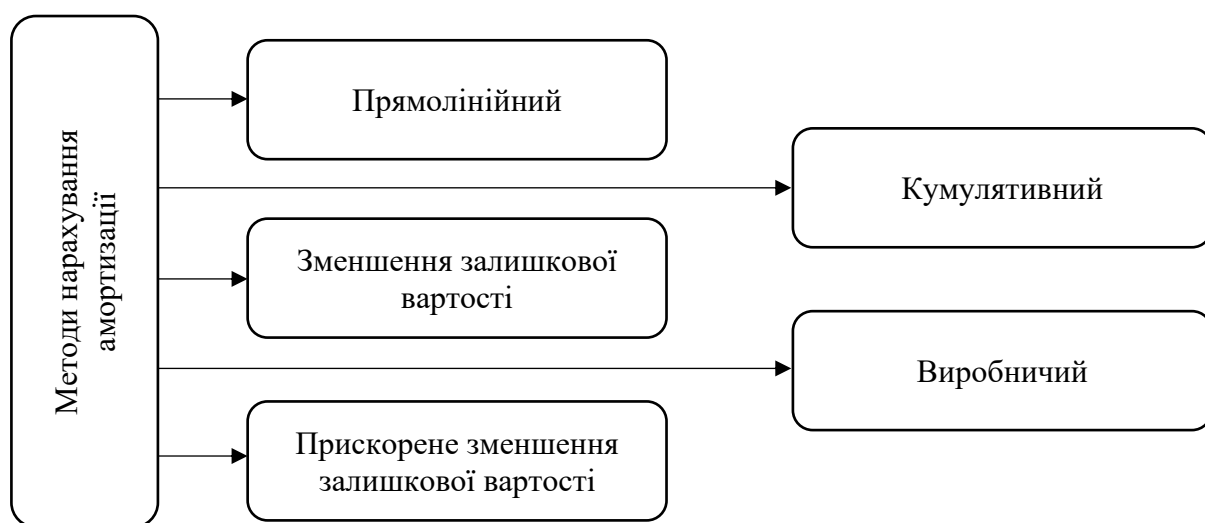 Методи нарахування
амортизації
Прямолінійний
Кумулятивний
Зменшення залишкової
вартості
Виробничий
Прискорене зменшення
залишкової вартості